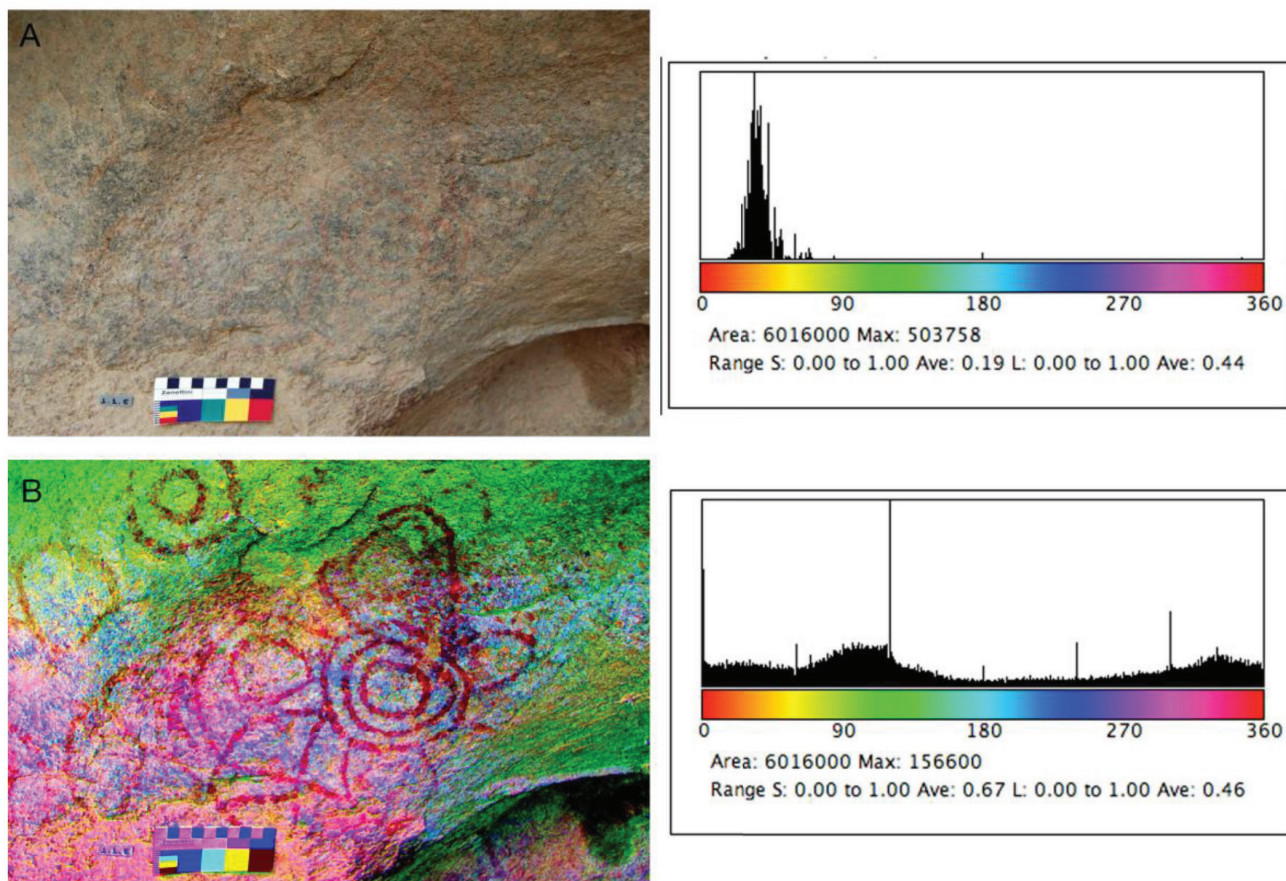 A
Zanettini
0 90 180 270 360
Area: 6016000 Max: 503758
Range S: 0.00 to 1.00 Ave: 0.19 L: 0.00 to 1.00 Ave: 0.44
B
0 90 180 270 360
Area: 6016000 Max: 156600
Range S: 0.00 to 1.00 Ave: 0.67 L: 0.00 to 1.00 Ave: 0.46